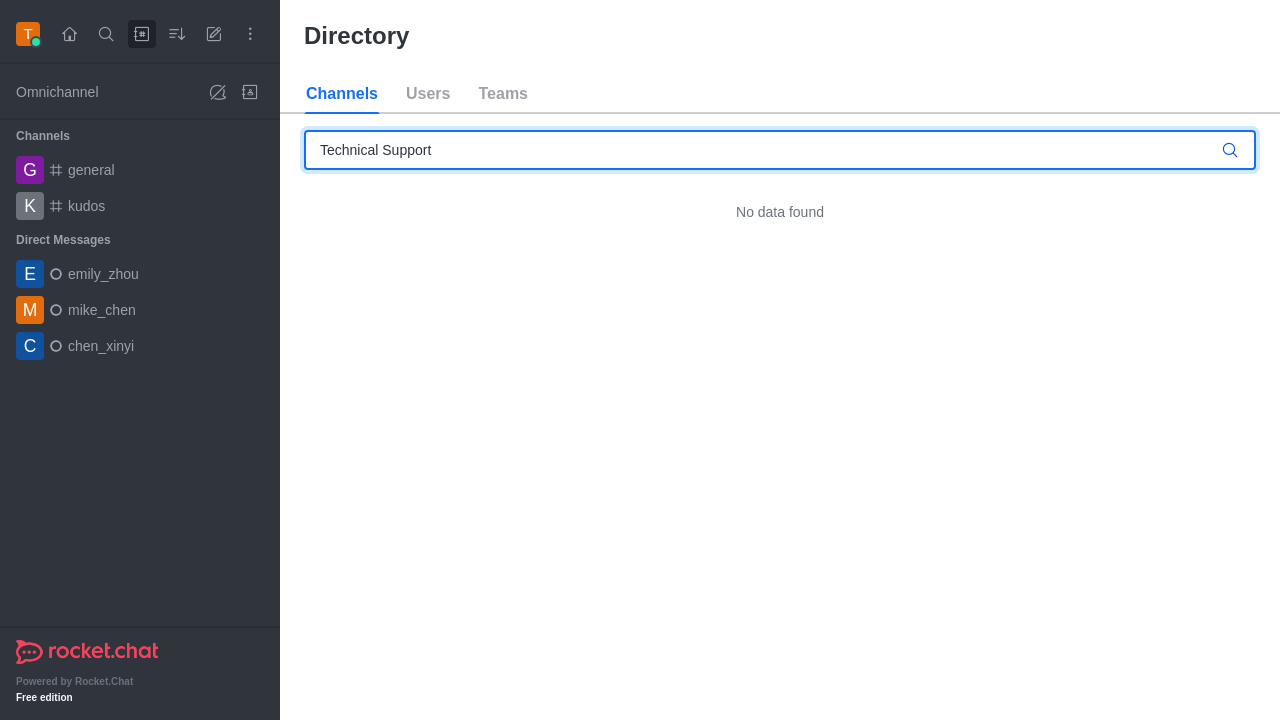 T
Directory
Omnichannel
Channels Users Teams
Channels
G general
K kudos
Direct Messages
E emily_zhou
M mike_chen
C chen_xinyi
Technical Support
No data found
rocket.chat
Powered by Rocket.Chat
Free edition